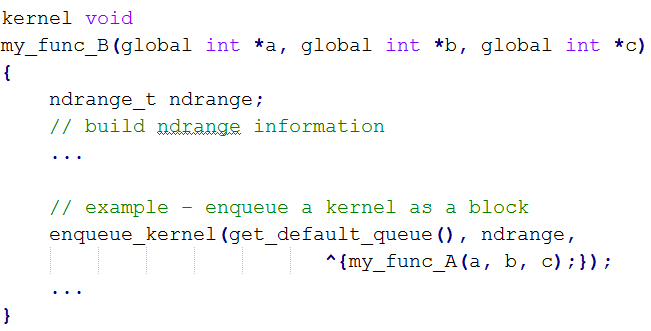 kernel void
my_func_B(global int *a, global int *b, global int *c)
{
    ndrange_t ndrange;
    // build ndrange information
    ...

    // example – enqueue a kernel as a block
    enqueue_kernel(get_default_queue(), ndrange,
                       ^{my_func_A(a, b, c);});
    ...
}